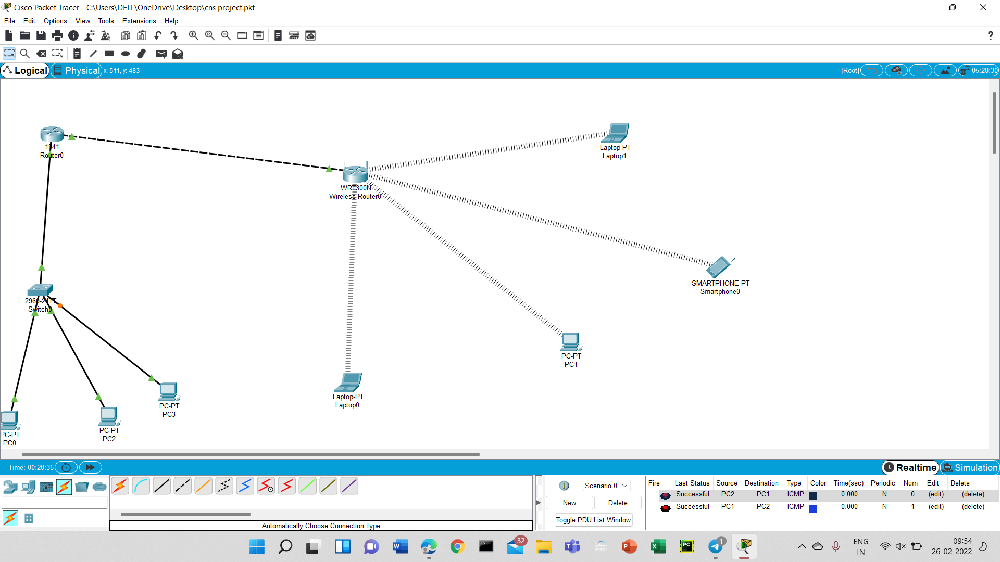 Cisco Packet Tracer - C:\Users\DELL\OneDrive\Desktop\cns project.pkt
File Edit Options View Tools Extensions Help
?
Logical Physical x: 511, y: 483 [Root] 05:28:30
1941
Router0
WRT300N
Wireless Router0
Laptop-PT
Laptop1
SMARTPHONE-PT
Smartphone0
2960-24TT
Switch0
PC-PT
PC1
Laptop-PT
Laptop0
PC-PT
PC3
PC-PT
PC2
PC-PT
PC0
Time: 00:20:35 Realtime Simulation
Scenario 0
New Delete
Toggle PDU List Window
Fire Last Status Source Destination Type Color Time(sec) Periodic Num Edit Delete
Successful PC2 PC1 ICMP 0.000 N 0 (edit) (delete)
Successful PC1 PC2 ICMP 0.000 N 1 (edit) (delete)
Automatically Choose Connection Type
32
1
ENG
IN
09:54
26-02-2022